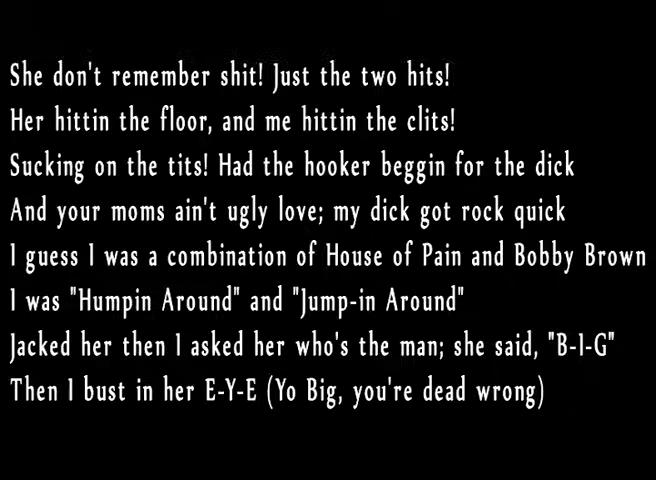 She don't remember shit! Just the two hits!
Her hittin the floor, and me hittin the clits!
Sucking on the tits! Had the hooker beggin for the dick
And your moms ain't ugly love; my dick got rock quick
I guess I was a combination of House of Pain and Bobby Brown
I was "Humpin Around" and "Jump-in Around"
Jacked her then I asked her who's the man; she said, "B-I-G"
Then I bust in her E-Y-E (Yo Big, you're dead wrong)